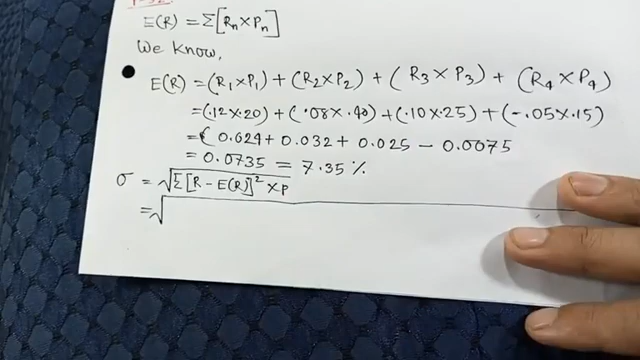 E(R) = Σ[Rn×Pn]
We know,
E(R) = (R1×P1) + (R2×P2) + (R3×P3) + (R4×P4)
= (.12×.20) + (.08×.40) + (.10×.25) + (-.05×.15)
= ( 0.024 + 0.032 + 0.025 - 0.0075
= 0.0735 = 7.35%
σ = √Σ[R-E(R)]²×P
= √